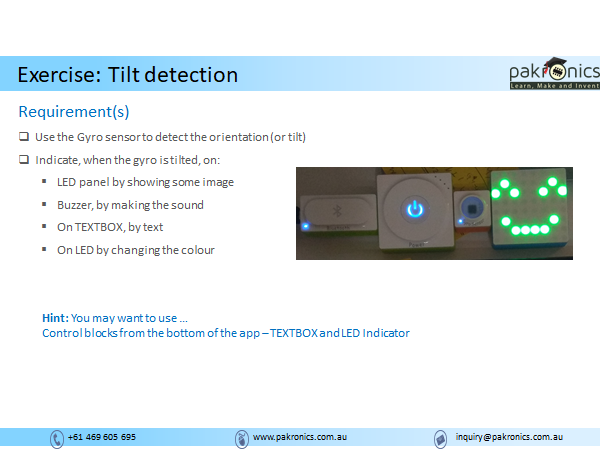 Exercise: Tilt detection
pakronics
Learn, Make and Invent
Requirement(s)
Use the Gyro sensor to detect the orientation (or tilt)
Indicate, when the gyro is tilted, on:
LED panel by showing some image
Buzzer, by making the sound
On TEXTBOX, by text
On LED by changing the colour
Hint: You may want to use ...
Control blocks from the bottom of the app – TEXTBOX and LED Indicator
+61 469 605 695
www.pakronics.com.au
inquiry@pakronics.com.au